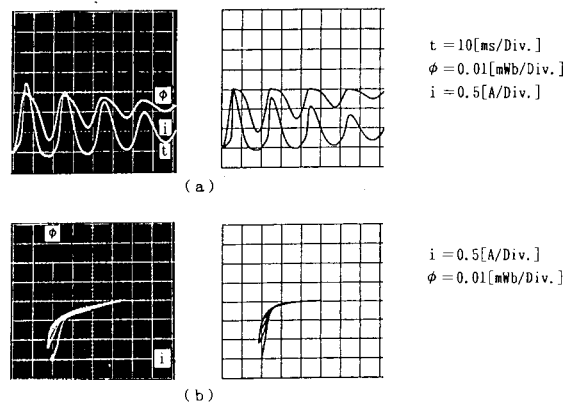 t=10[ms/Div.]
φ=0.01[mWb/Div.]
i=0.5[A/Div.]
φ
i
t
(a)
φ
i=0.5[A/Div.]
φ=0.01[mWb/Div.]
i
(b)